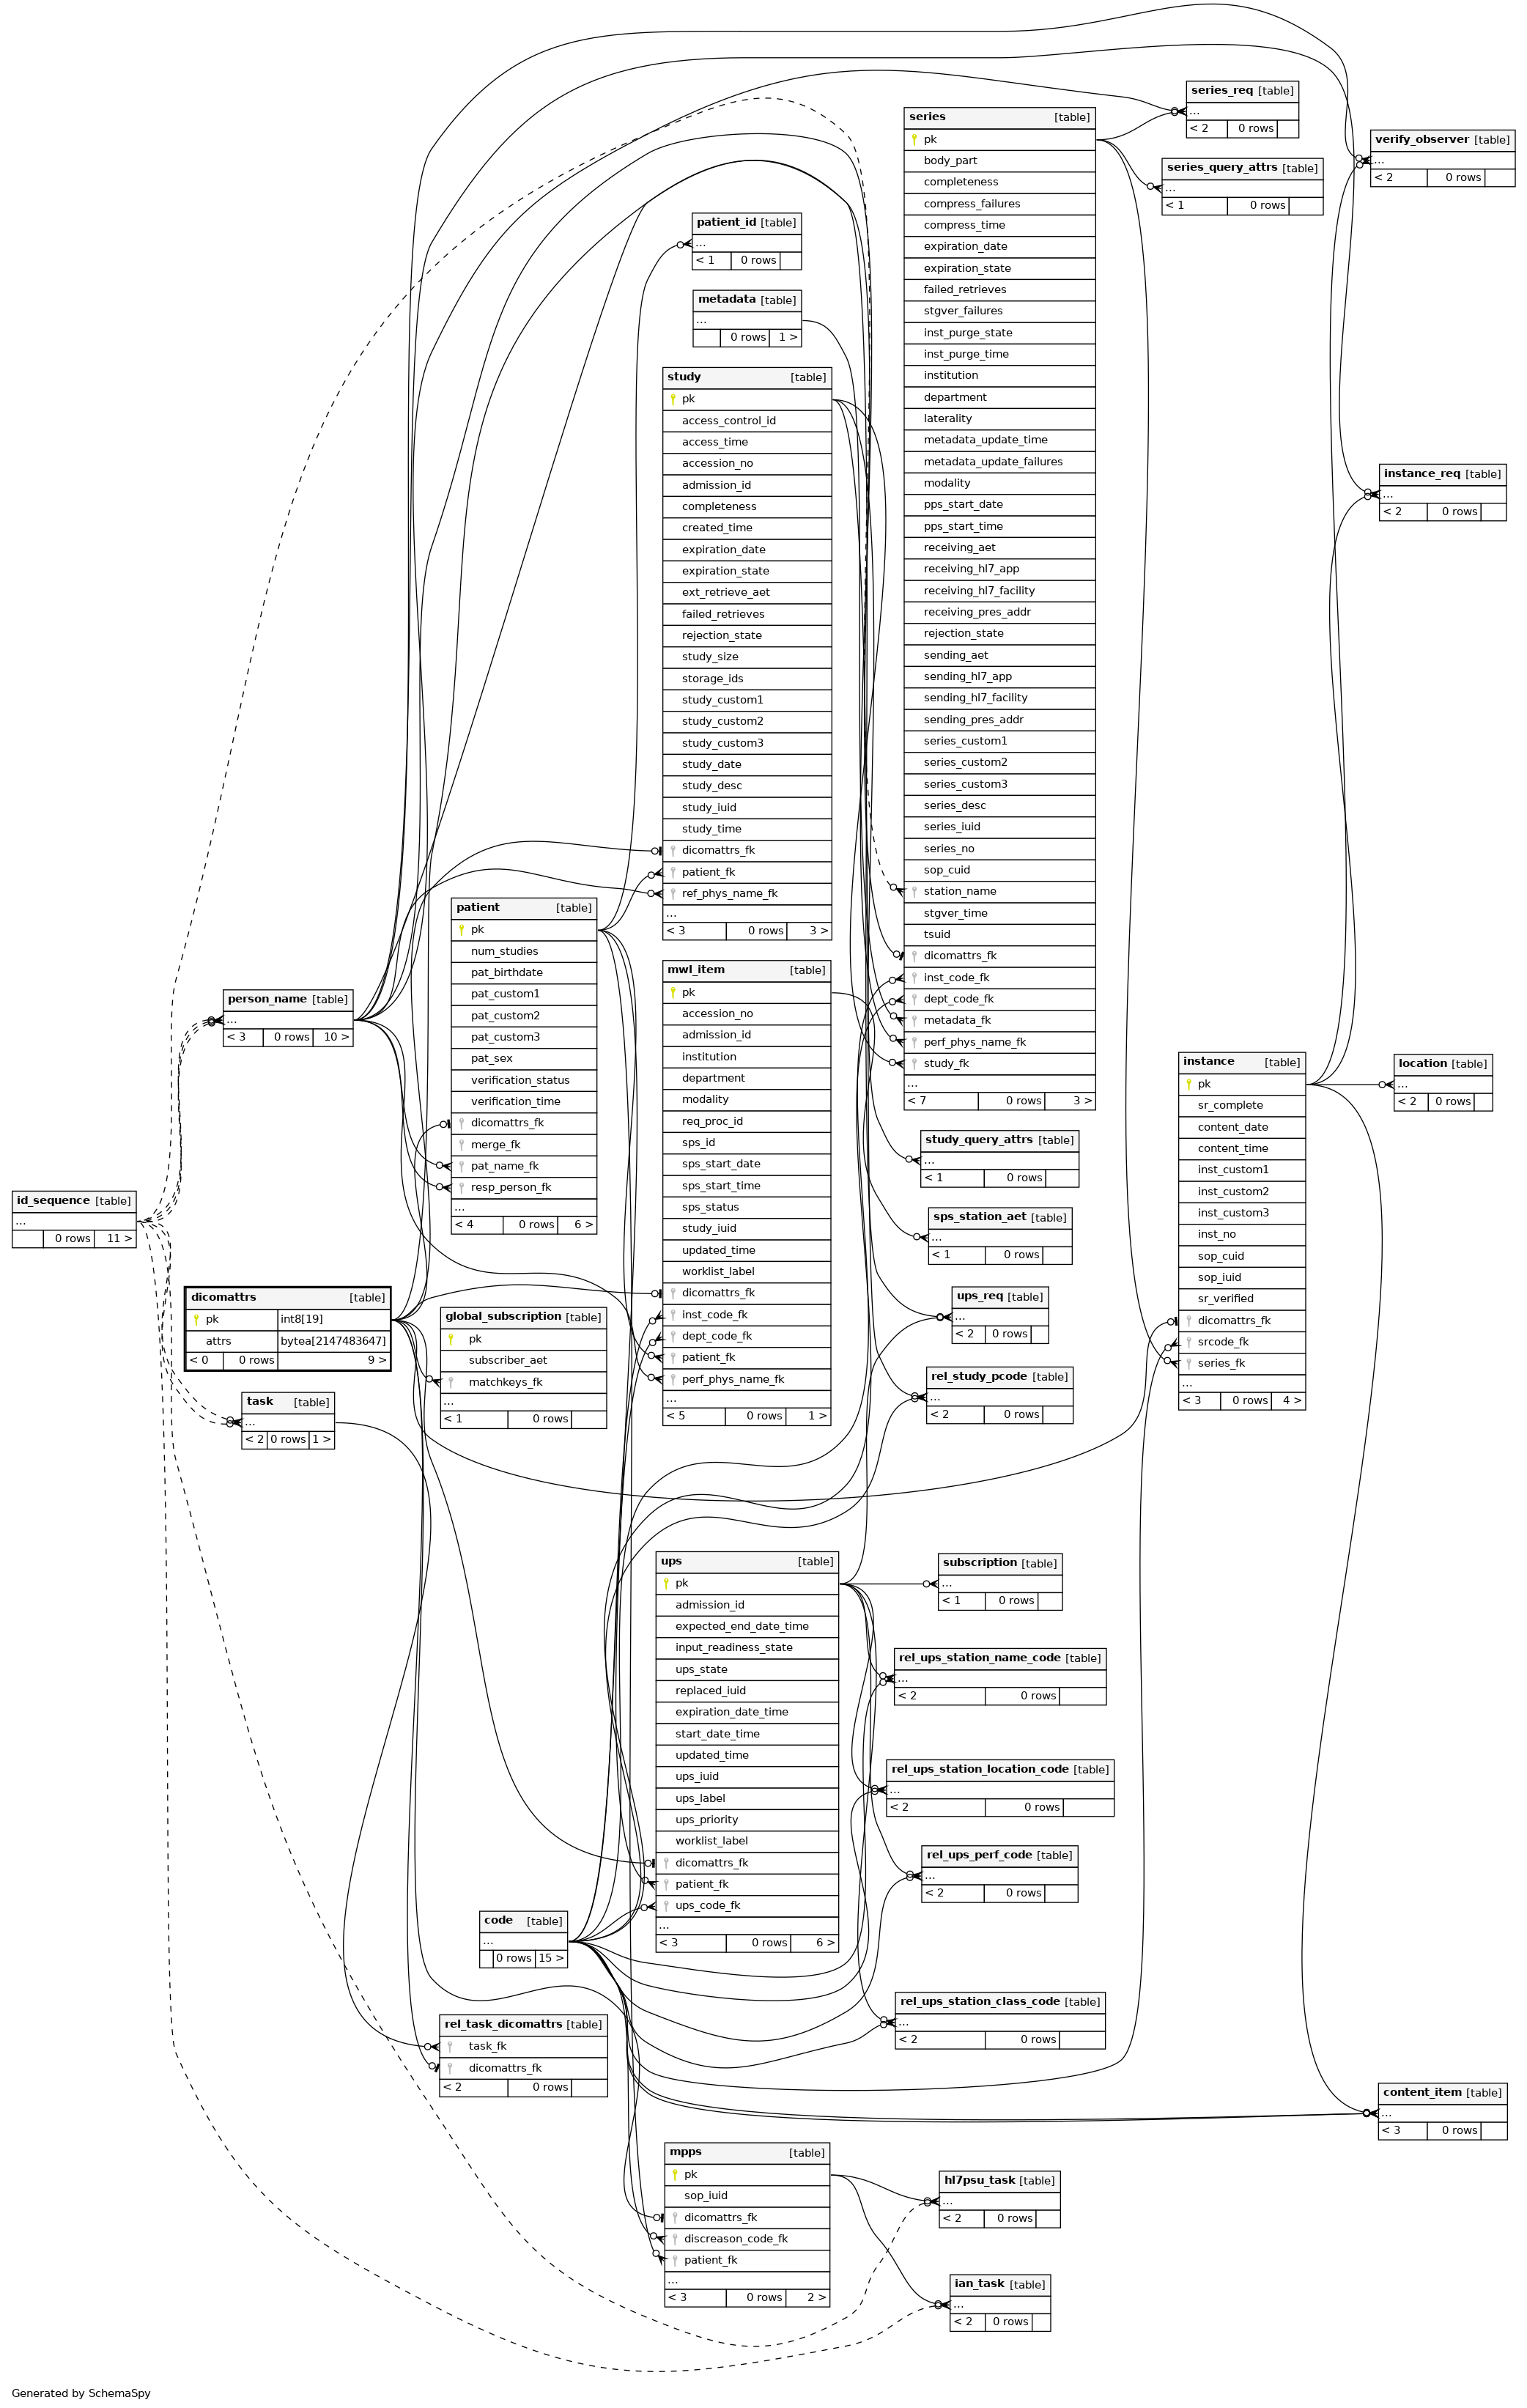 series_req [table]
...
< 2 0 rows
verify_observer [table]
...
< 2 0 rows
series_query_attrs [table]
...
< 1 0 rows
instance_req [table]
...
< 2 0 rows
series [table]
pk
body_part
completeness
compress_failures
compress_time
expiration_date
expiration_state
failed_retrieves
stgver_failures
inst_purge_state
inst_purge_time
institution
department
laterality
metadata_update_time
metadata_update_failures
modality
pps_start_date
pps_start_time
receiving_aet
receiving_hl7_app
receiving_hl7_facility
receiving_pres_addr
rejection_state
sending_aet
sending_hl7_app
sending_hl7_facility
sending_pres_addr
series_custom1
series_custom2
series_custom3
series_desc
series_iuid
series_no
sop_cuid
station_name
stgver_time
tsuid
dicomattrs_fk
inst_code_fk
dept_code_fk
metadata_fk
perf_phys_name_fk
study_fk
...
< 7 0 rows 3 >
patient_id [table]
...
< 1 0 rows
metadata [table]
...
0 rows 1 >
study [table]
pk
access_control_id
access_time
accession_no
admission_id
completeness
created_time
expiration_date
expiration_state
ext_retrieve_aet
failed_retrieves
rejection_state
study_size
storage_ids
study_custom1
study_custom2
study_custom3
study_date
study_desc
study_iuid
study_time
dicomattrs_fk
patient_fk
ref_phys_name_fk
...
< 3 0 rows 3 >
patient [table]
pk
num_studies
pat_birthdate
pat_custom1
pat_custom2
pat_custom3
pat_sex
verification_status
verification_time
dicomattrs_fk
merge_fk
pat_name_fk
resp_person_fk
...
< 4 0 rows 6 >
mwl_item [table]
pk
accession_no
admission_id
institution
department
modality
req_proc_id
sps_id
sps_start_date
sps_start_time
sps_status
study_iuid
updated_time
worklist_label
dicomattrs_fk
inst_code_fk
dept_code_fk
patient_fk
perf_phys_name_fk
...
< 5 0 rows 1 >
person_name [table]
...
< 3 0 rows 10 >
id_sequence [table]
...
0 rows 11 >
dicomattrs [table]
pk int8[19]
attrs bytea[2147483647]
< 0 0 rows 9 >
global_subscription [table]
pk
subscriber_aet
matchkeys_fk
...
< 1 0 rows
task [table]
...
< 2 0 rows 1 >
instance [table]
pk
sr_complete
content_date
content_time
inst_custom1
inst_custom2
inst_custom3
inst_no
sop_cuid
sop_iuid
sr_verified
dicomattrs_fk
srcode_fk
series_fk
...
< 3 0 rows 4 >
location [table]
...
< 2 0 rows
study_query_attrs [table]
...
< 1 0 rows
sps_station_aet [table]
...
< 1 0 rows
ups_req [table]
...
< 2 0 rows
rel_study_pcode [table]
...
< 2 0 rows
ups [table]
pk
admission_id
expected_end_date_time
input_readiness_state
ups_state
replaced_iuid
expiration_date_time
start_date_time
updated_time
ups_iuid
ups_label
ups_priority
worklist_label
dicomattrs_fk
patient_fk
ups_code_fk
...
< 3 0 rows 6 >
subscription [table]
...
< 1 0 rows
rel_ups_station_name_code [table]
...
< 2 0 rows
rel_ups_station_location_code [table]
...
< 2 0 rows
rel_ups_perf_code [table]
...
< 2 0 rows
code [table]
...
0 rows 15 >
rel_ups_station_class_code [table]
...
< 2 0 rows
rel_task_dicomattrs [table]
task_fk
dicomattrs_fk
< 2 0 rows
content_item [table]
...
< 3 0 rows
mpps [table]
pk
sop_iuid
dicomattrs_fk
discreason_code_fk
patient_fk
...
< 3 0 rows 2 >
hl7psu_task [table]
...
< 2 0 rows
ian_task [table]
...
< 2 0 rows
Generated by SchemaSpy